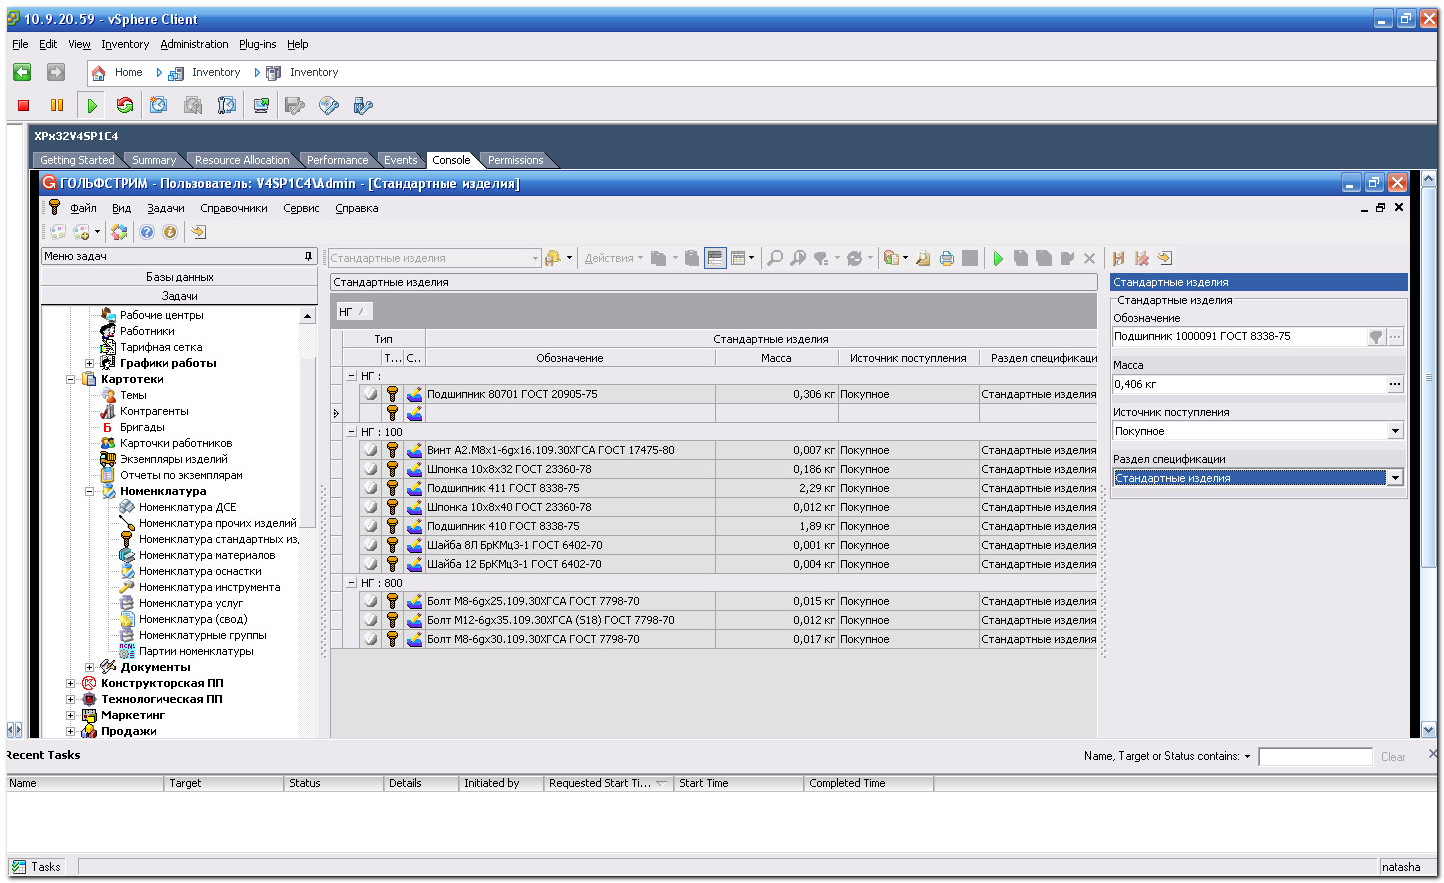 10.9.20.59 - vSphere Client
File Edit View Inventory Administration Plug-ins Help
Home Inventory Inventory
XPx32V4SP1C4
Getting Started Summary Resource Allocation Performance Events Console Permissions
ГОЛЬФСТРИМ - Пользователь: V4SP1C4\Admin - [Стандартные изделия]
Файл Вид Задачи Справочники Сервис Справка
Меню задач
Стандартные изделия Действия
Базы данных
Задачи
Рабочие центры
Работники
Тарифная сетка
Графики работы
Картотеки
Темы
Контрагенты
Б Бригады
Карточки работников
Экземпляры изделий
Отчеты по экземплярам
Номенклатура
Номенклатура ДСЕ
Номенклатура прочих изделий
Номенклатура стандартных из,
Номенклатура материалов
Номенклатура оснастки
Номенклатура инструмента
Номенклатура услуг
Номенклатура (свод)
Номенклатурные группы
Партии номенклатуры
Документы
Конструкторская ПП
Технологическая ПП
Маркетинг
Продажи
Стандартные изделия
НГ
Тип Стандартные изделия
Т... С.. Обозначение Масса Источник поступления Раздел спецификаци
НГ :
Подшипник 80701 ГОСТ 20905-75 0,306 кг Покупное Стандартные изделия
НГ : 100
Винт А2.М8х1-6gх16.109.30ХГСА ГОСТ 17475-80 0,007 кг Покупное Стандартные изделия
Шпонка 10х8х32 ГОСТ 23360-78 0,186 кг Покупное Стандартные изделия
Подшипник 411 ГОСТ 8338-75 2,29 кг Покупное Стандартные изделия
Шпонка 10х8х40 ГОСТ 23360-78 0,012 кг Покупное Стандартные изделия
Подшипник 410 ГОСТ 8338-75 1,89 кг Покупное Стандартные изделия
Шайба 8Л БрКМц3-1 ГОСТ 6402-70 0,001 кг Покупное Стандартные изделия
Шайба 12 БрКМц3-1 ГОСТ 6402-70 0,004 кг Покупное Стандартные изделия
НГ : 800
Болт М8-6gх25.109.30ХГСА ГОСТ 7798-70 0,015 кг Покупное Стандартные изделия
Болт М12-6gх35.109.30ХГСА (S18) ГОСТ 7798-70 0,012 кг Покупное Стандартные изделия
Болт М8-6gх30.109.30ХГСА ГОСТ 7798-70 0,017 кг Покупное Стандартные изделия
Стандартные изделия
Стандартные изделия
Обозначение
Подшипник 1000091 ГОСТ 8338-75
Масса
0,406 кг
Источник поступления
Покупное
Раздел спецификации
Стандартные изделия
Recent Tasks Name, Target or Status contains: Clear
Name Target Status Details Initiated by Requested Start Ti... Start Time Completed Time
Tasks natasha